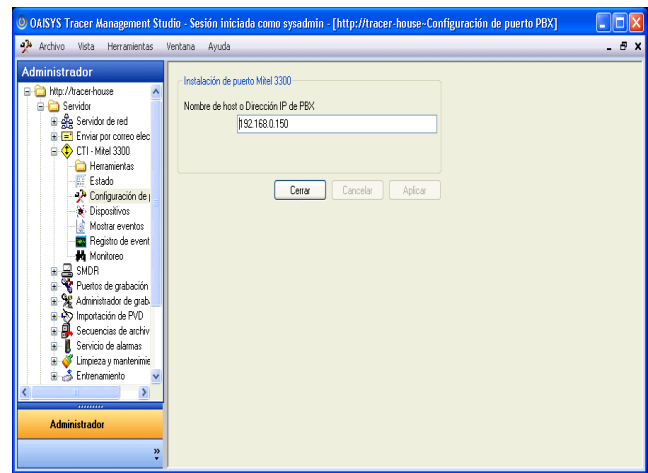 OAISYS Tracer Management Studio - Sesión iniciada como sysadmin - [http://tracer-house~Configuración de puerto PBX]
Archivo Vista Herramientas Ventana Ayuda
Administrador
http://tracer-house
Servidor
Servidor de red
Enviar por correo elec
CTI - Mitel 3300
Herramientas
Estado
Configuración de p
Dispositivos
Mostrar eventos
Registro de event
Monitoreo
SMDR
Puertos de grabación
Administrador de grab
Importación de PVD
Secuencias de archiv
Servicio de alarmas
Limpieza y mantenimie
Entrenamiento
Administrador
Instalación de puerto Mitel 3300
Nombre de host o Dirección IP de PBX
192.168.0.150
Cerrar Cancelar Aplicar